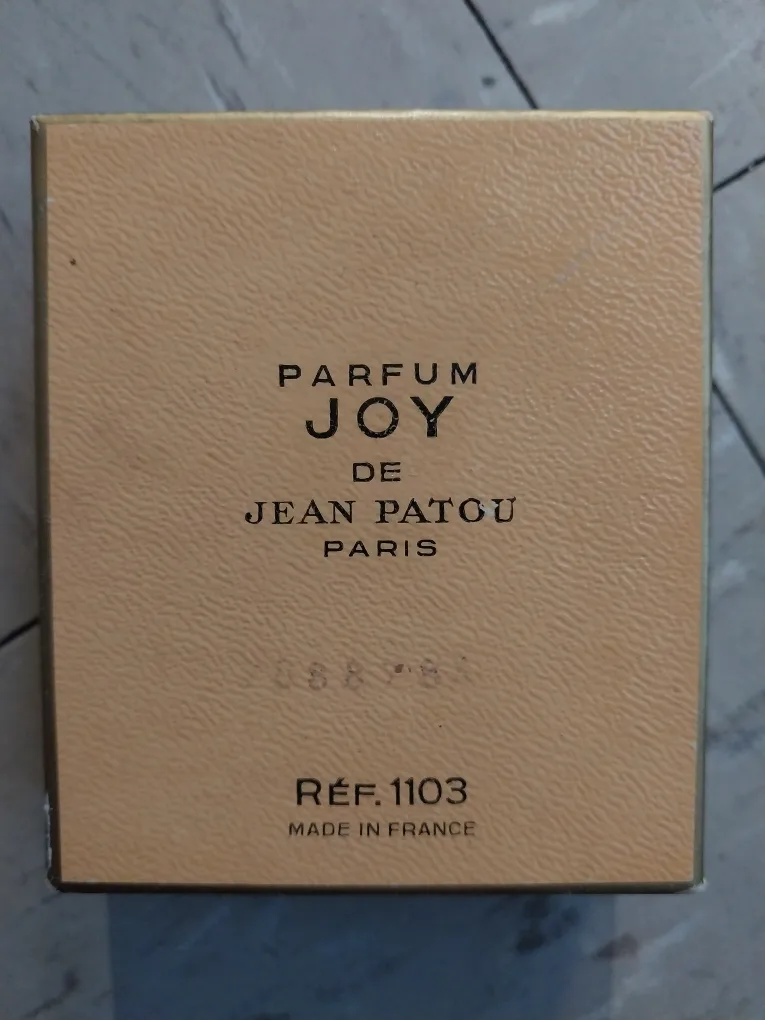 PARFUM
JOY
DE
JEAN PATOU
PARIS
RÉF. 1103
MADE IN FRANCE